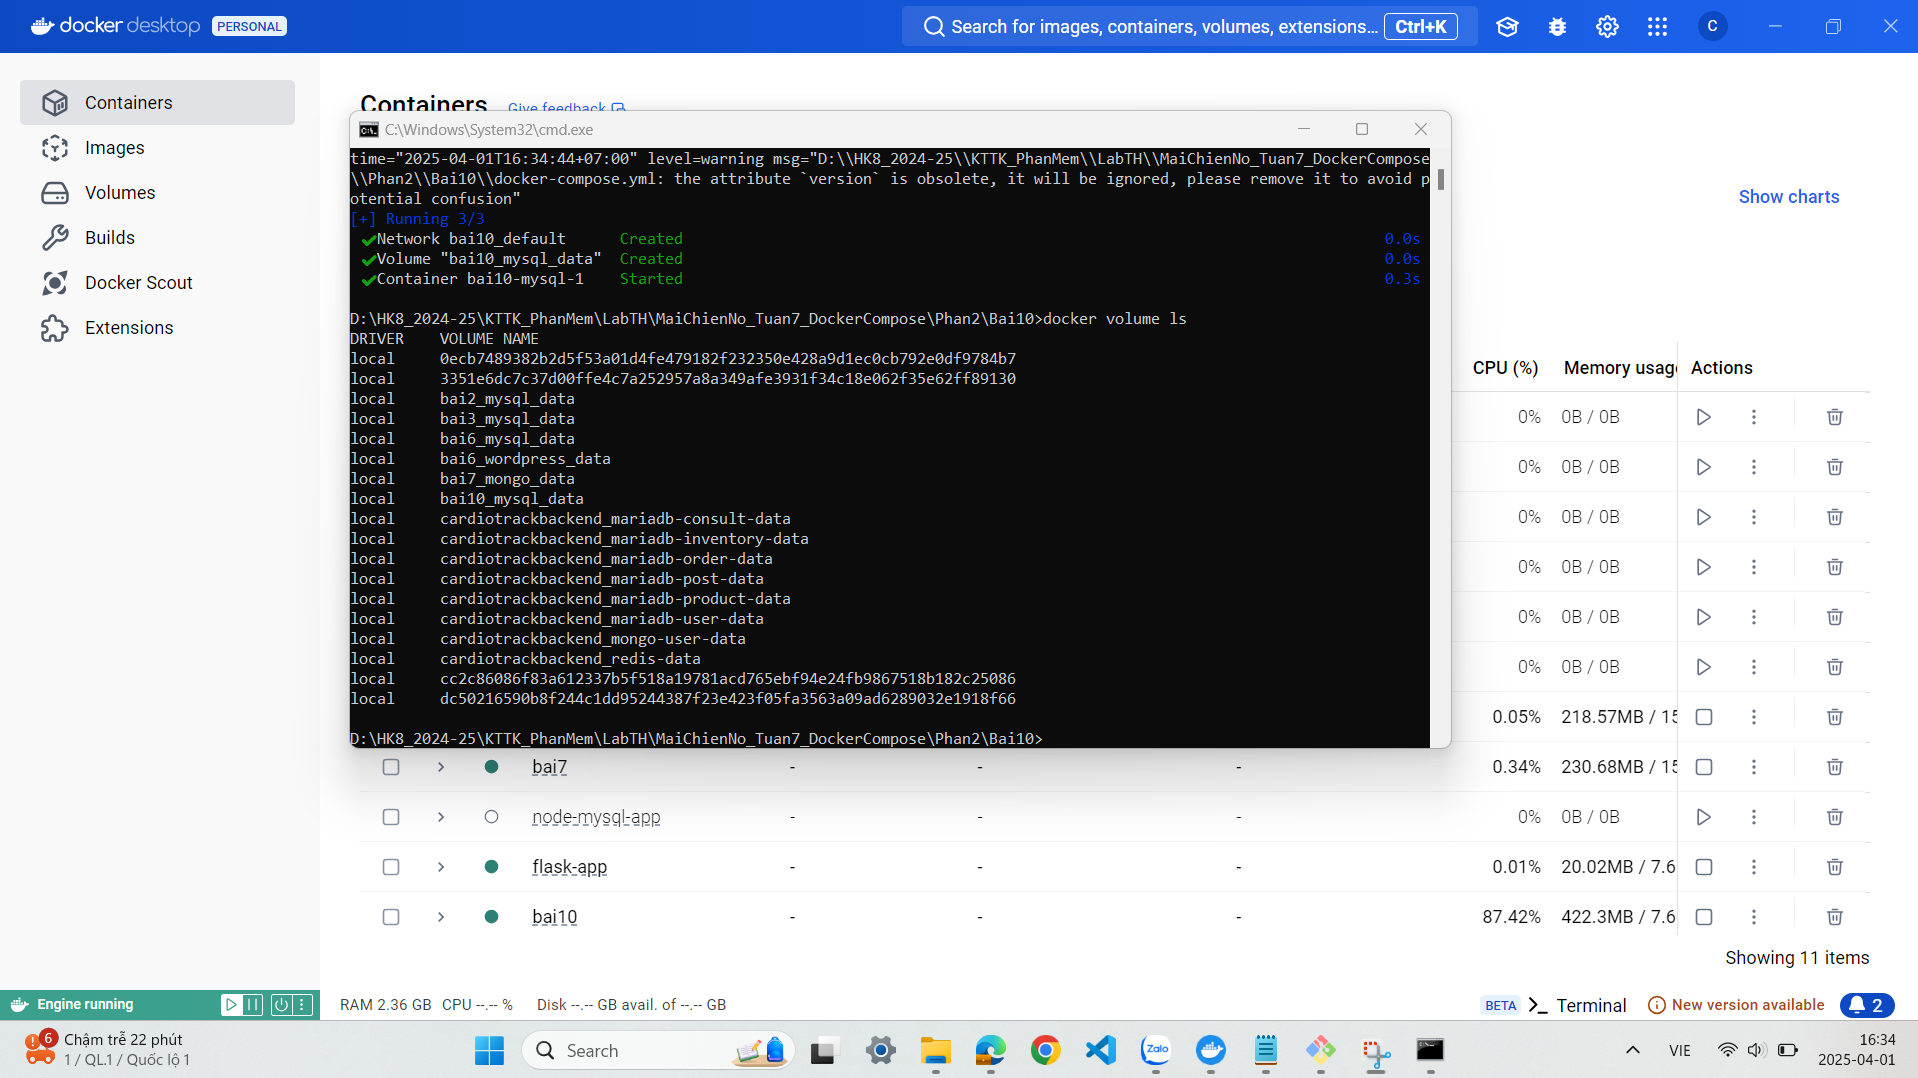 docker desktop PERSONAL
Search for images, containers, volumes, extensions... Ctrl+K
C
Containers
Images
Volumes
Builds
Docker Scout
Extensions
Containers Give feedback
Show charts
C:\Windows\System32\cmd.exe
time="2025-04-01T16:34:44+07:00" level=warning msg="D:\\HK8_2024-25\\KTTK_PhanMem\\LabTH\\MaiChienNo_Tuan7_DockerCompose
\\Phan2\\Bai10\\docker-compose.yml: the attribute `version` is obsolete, it will be ignored, please remove it to avoid p
otential confusion"
[+] Running 3/3
Network bai10_default Created 0.0s
Volume "bai10_mysql_data" Created 0.0s
Container bai10-mysql-1 Started 0.3s
D:\HK8_2024-25\KTTK_PhanMem\LabTH\MaiChienNo_Tuan7_DockerCompose\Phan2\Bai10>docker volume ls
DRIVER VOLUME NAME
local 0ecb7489382b2d5f53a01d4fe479182f232350e428a9d1ec0cb792e0df9784b7
local 3351e6dc7c37d00ffe4c7a252957a8a349afe3931f34c18e062f35e62ff89130
local bai2_mysql_data
local bai3_mysql_data
local bai6_mysql_data
local bai6_wordpress_data
local bai7_mongo_data
local bai10_mysql_data
local cardiotrackbackend_mariadb-consult-data
local cardiotrackbackend_mariadb-inventory-data
local cardiotrackbackend_mariadb-order-data
local cardiotrackbackend_mariadb-post-data
local cardiotrackbackend_mariadb-product-data
local cardiotrackbackend_mariadb-user-data
local cardiotrackbackend_mongo-user-data
local cardiotrackbackend_redis-data
local cc2c86086f83a612337b5f518a19781acd765ebf94e24fb9867518b182c25086
local dc50216590b8f244c1dd95244387f23e423f05fa3563a09ad6289032e1918f66
D:\HK8_2024-25\KTTK_PhanMem\LabTH\MaiChienNo_Tuan7_DockerCompose\Phan2\Bai10>
CPU (%) Memory usag Actions
0% 0B / 0B
0% 0B / 0B
0% 0B / 0B
0% 0B / 0B
0% 0B / 0B
0% 0B / 0B
0.05% 218.57MB / 15
bai7 - - - 0.34% 230.68MB / 15
node-mysql-app - - - 0% 0B / 0B
flask-app - - - 0.01% 20.02MB / 7.6
bai10 - - - 87.42% 422.3MB / 7.6
Showing 11 items
Engine running
RAM 2.36 GB CPU --.-- % Disk --.-- GB avail. of --.-- GB
BETA Terminal New version available 2
6 Chậm trễ 22 phút
1 / QL.1 / Quốc lộ 1
Search
Zalo
VIE
16:34
2025-04-01